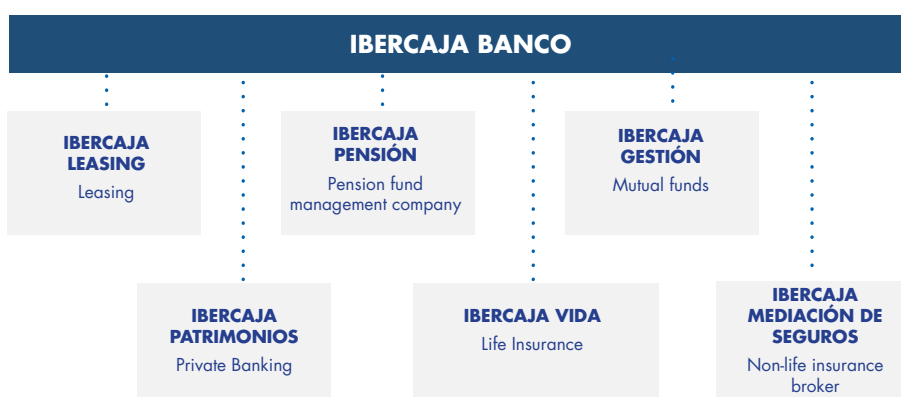 IBERCAJA BANCO
IBERCAJA
LEASING
Leasing
IBERCAJA
PENSIÓN
Pension fund
management company
IBERCAJA
GESTIÓN
Mutual funds
IBERCAJA
PATRIMONIOS
Private Banking
IBERCAJA VIDA
Life Insurance
IBERCAJA
MEDIACIÓN DE
SEGUROS
Non-life insurance
broker